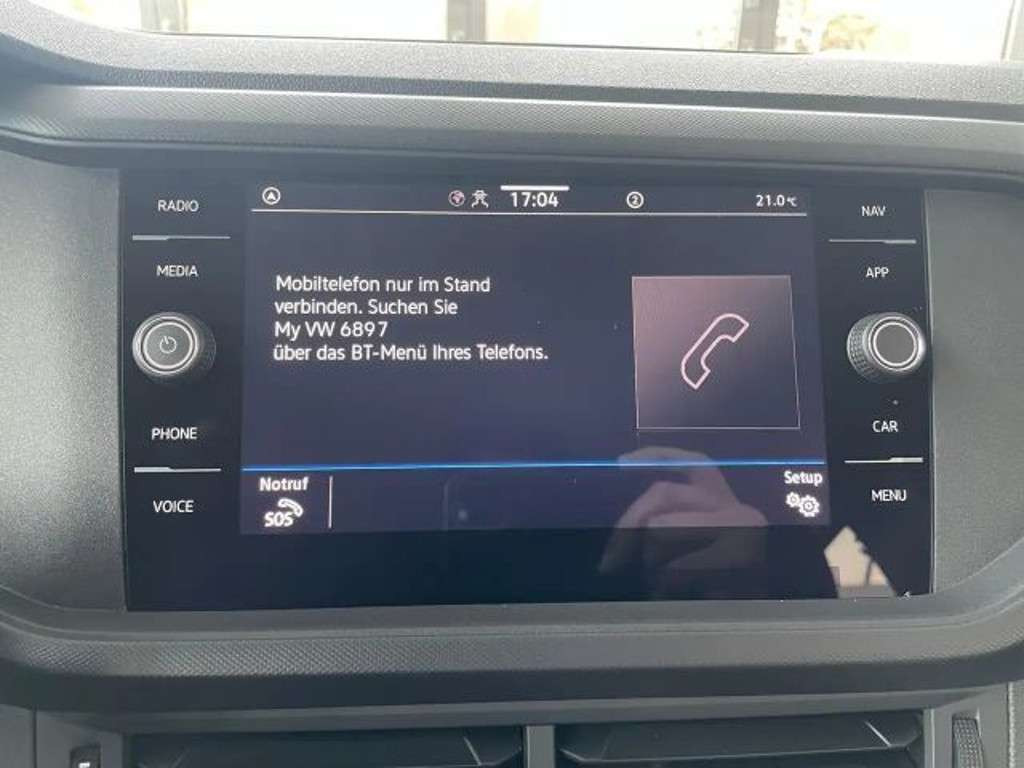 A
17:04
2
21.0°C
RADIO
MEDIA
PHONE
VOICE
Mobiltelefon nur im Stand
verbinden. Suchen Sie
My VW 6897
über das BT-Menü Ihres Telefons.
Notruf
SOS
Setup
NAV
APP
CAR
MENU